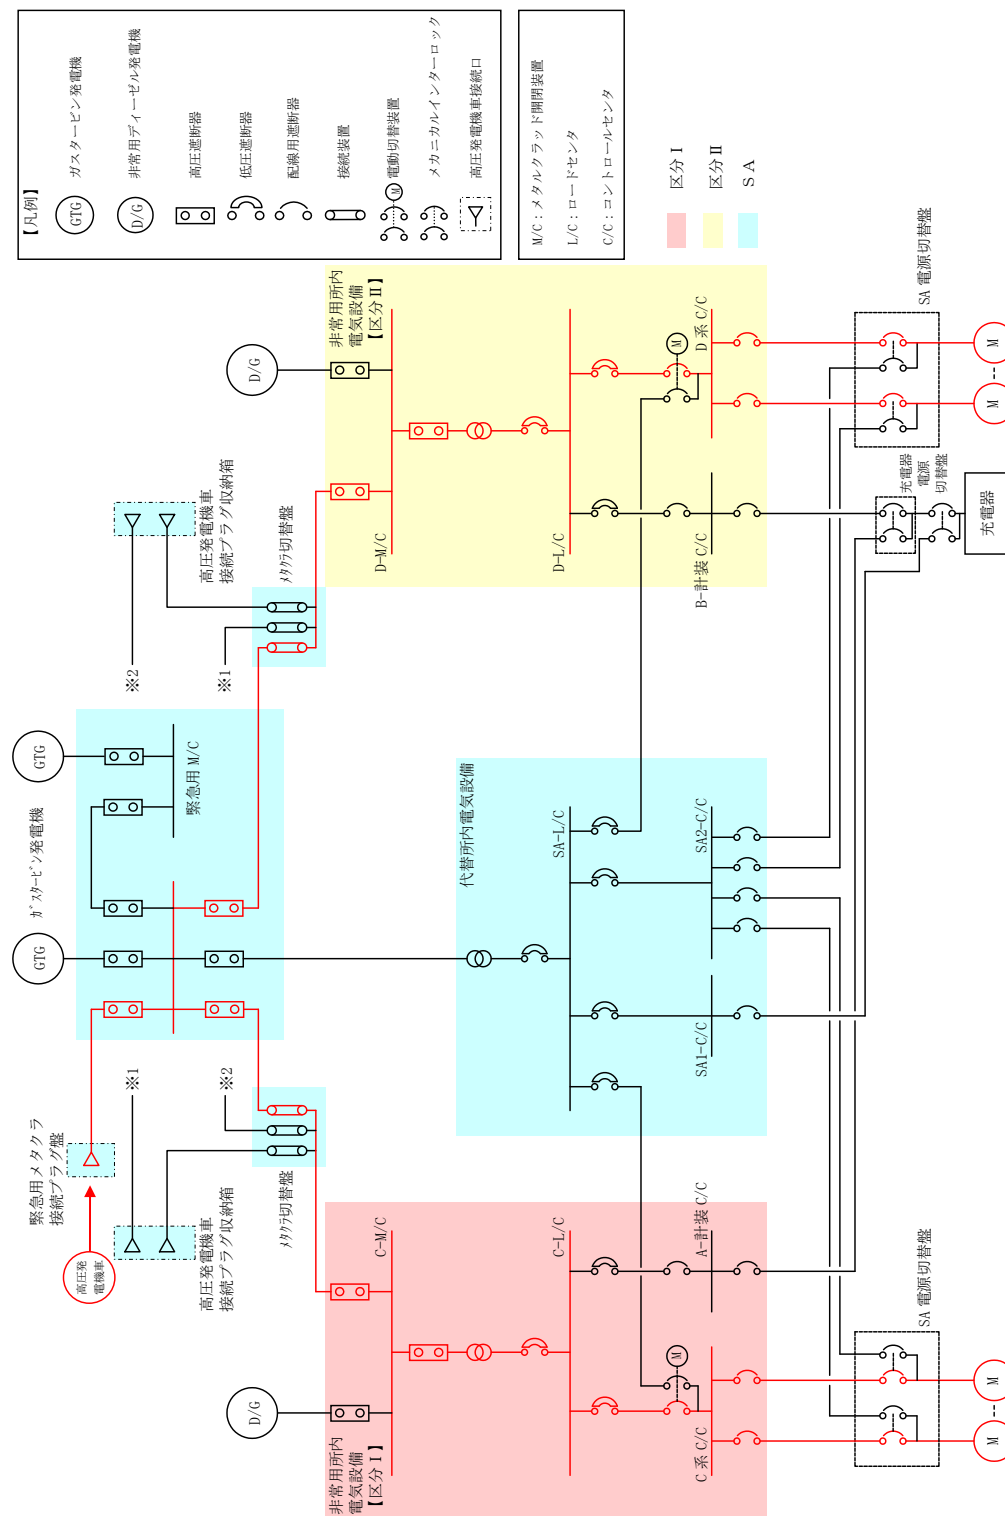 【凡例】
GTG
ガスタービン発電機
D/G
非常用ディーゼル発電機
高圧遮断器
低圧遮断器
配線用遮断器
接続装置
M
電動切替装置
メカニカルインターロック
高圧発電機車接続口
M/C：メタルクラッド開閉装置
L/C：ロードセンタ
C/C：コントロールセンタ
区分Ⅰ
区分Ⅱ
SA
高圧発
電機車
緊急用メタクラ
接続プラグ盤
ｶﾞｽﾀｰﾋﾞﾝ発電機
GTG
GTG
緊急用 M/C
※1
※2
高圧発電機車
接続プラグ収納箱
ﾒﾀｸﾗ切替盤
※2
※1
高圧発電機車
接続プラグ収納箱
ﾒﾀｸﾗ切替盤
D/G
非常用所内
電気設備
【区分Ⅰ】
C-M/C
C-L/C
M
C 系 C/C
A-計装 C/C
代替所内電気設備
SA-L/C
SA1-C/C
SA2-C/C
D/G
非常用所内
電気設備
【区分Ⅱ】
D-M/C
D-L/C
M
B-計装 C/C
D 系 C/C
SA 電源切替盤
M
M
充電器
電源
切替盤
充電器
SA 電源切替盤
M
M